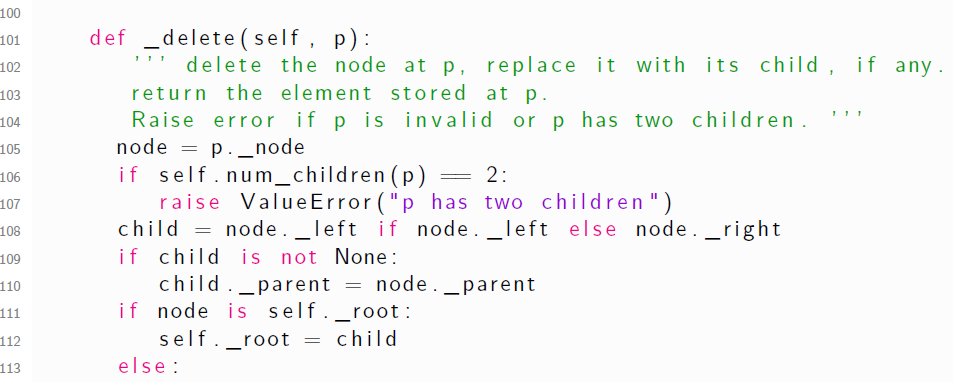 100
101 def _delete(self, p):
102 ''' delete the node at p, replace it with its child, if any.
103 return the element stored at p.
104 Raise error if p is invalid or p has two children. '''
105 node = p._node
106 if self.num_children(p) == 2:
107 raise ValueError("p has two children")
108 child = node._left if node._left else node._right
109 if child is not None:
110 child._parent = node._parent
111 if node is self._root:
112 self._root = child
113 else: